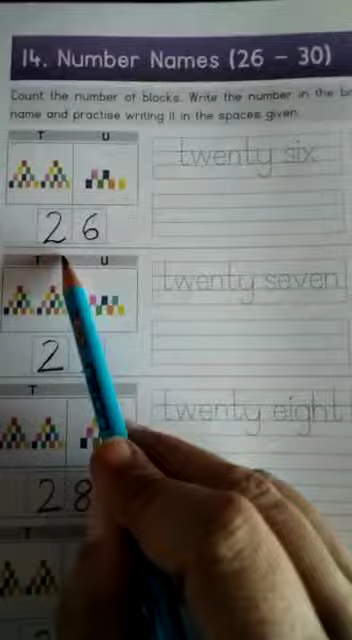 14. Number Names (26 - 30)
Count the number of blocks. Write the number in the
name and practise writing it in the spaces given.
T U
twenty six
26
T U
twenty seven
2
T
twenty eight
28
T